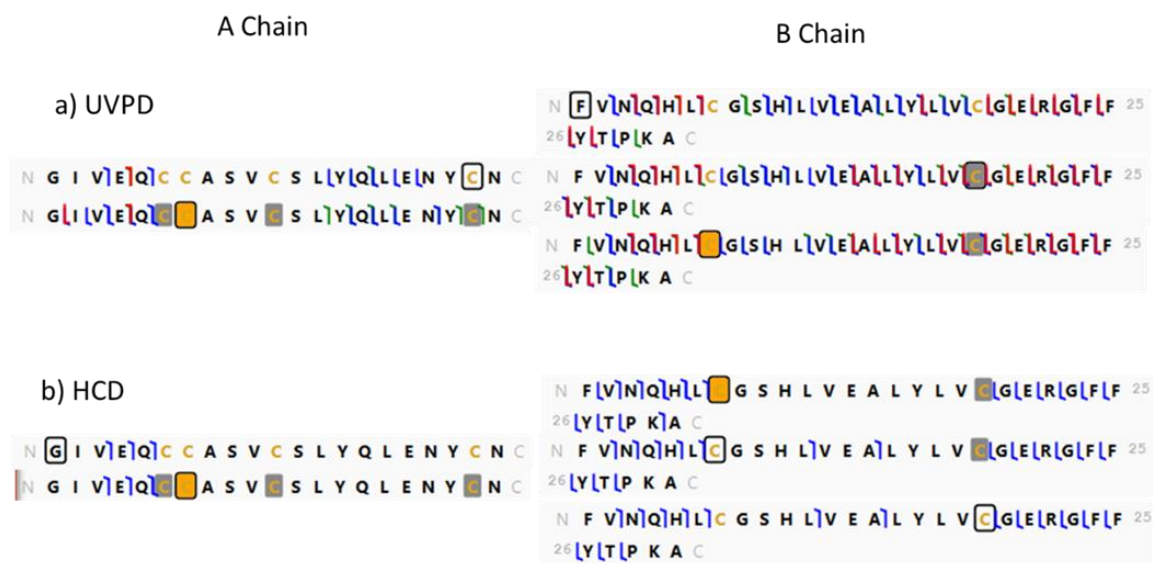 A Chain
B Chain
a) UVPD
N F V N Q H L C G S H L V E A L Y L V C G E R G F F 25
26 Y T P K A C
N G I V E Q C C A S V C S L Y Q L E N Y C N C
N F V N Q H L C G S H L V E A L Y L V C G E R G F F 25
26 Y T P K A C
N G I V E Q C A S V C S L Y Q L E N Y C N C
N F V N Q H L G S H L V E A L Y L V C G E R G F F 25
26 Y T P K A C
b) HCD
N F V N Q H L G S H L V E A L Y L V C G E R G F F 25
26 Y T P K A C
N G I V E Q C C A S V C S L Y Q L E N Y C N C
N F V N Q H L C G S H L V E A L Y L V C G E R G F F 25
26 Y T P K A C
N G I V E Q C A S V C S L Y Q L E N Y C N C
N F V N Q H L C G S H L V E A L Y L V C G E R G F F 25
26 Y T P K A C